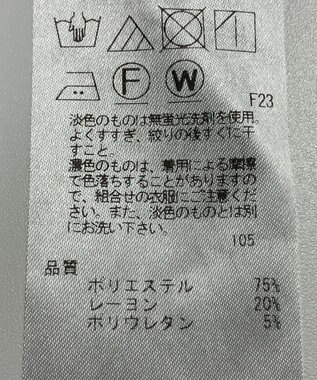 F W
F23
淡色のものは無蛍光洗剤を使用、
よくすすぎ、絞りの後すぐに干
すこと。
濃色のものは、着用による摩擦
で色落ちすることがありますの
で、組合せの衣服にご注意くだ
さい。また、淡色のものとは別
にお洗い下さい。
105
品質
ポリエステル 75%
レーヨン 20%
ポリウレタン 5%